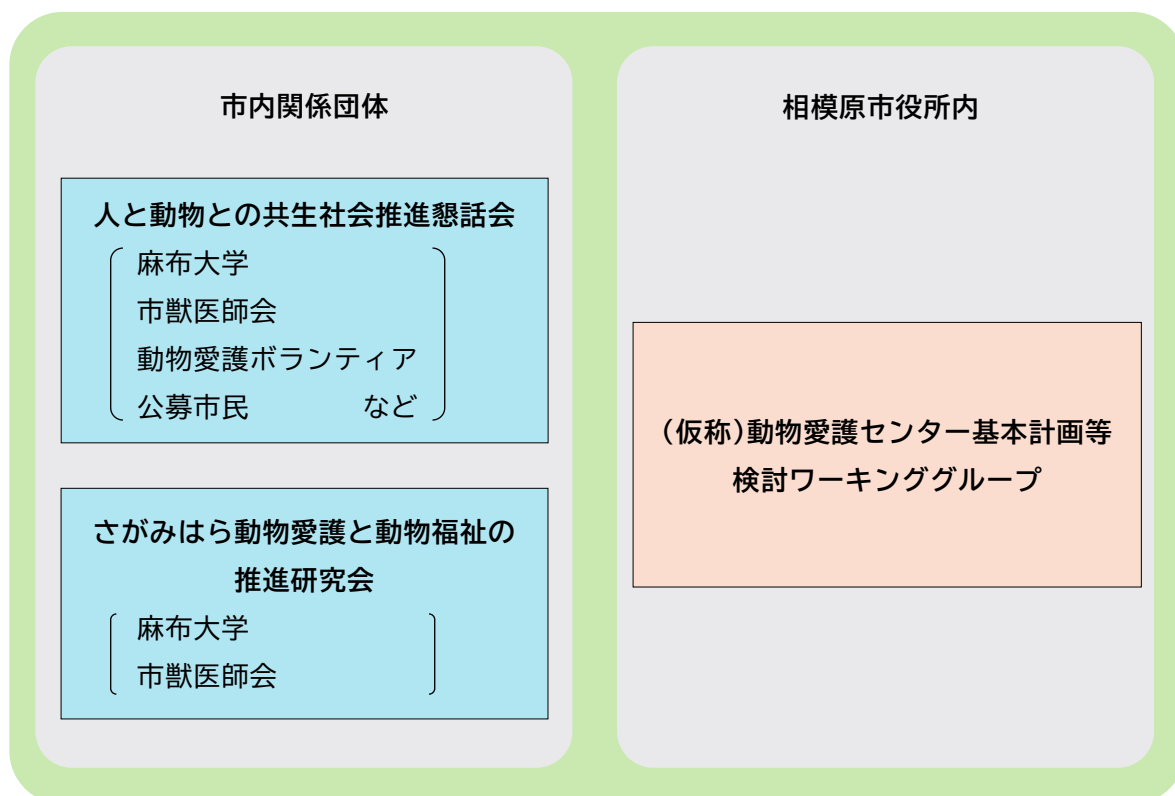 市内関係団体
人と動物との共生社会推進懇話会
麻布大学
市獣医師会
動物愛護ボランティア
公募市民 など
さがみはら動物愛護と動物福祉の
推進研究会
麻布大学
市獣医師会
相模原市役所内
（仮称）動物愛護センター基本計画等
検討ワーキンググループ